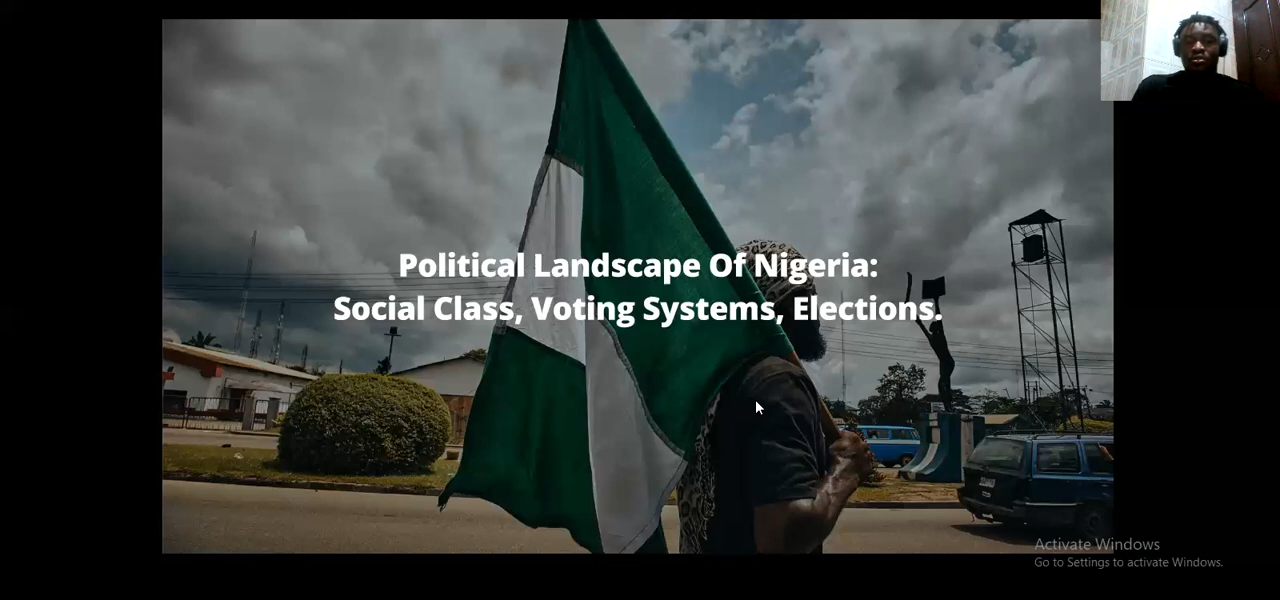 Political Landscape Of Nigeria:
Social Class, Voting Systems, Elections.
Activate Windows
Go to Settings to activate Windows.